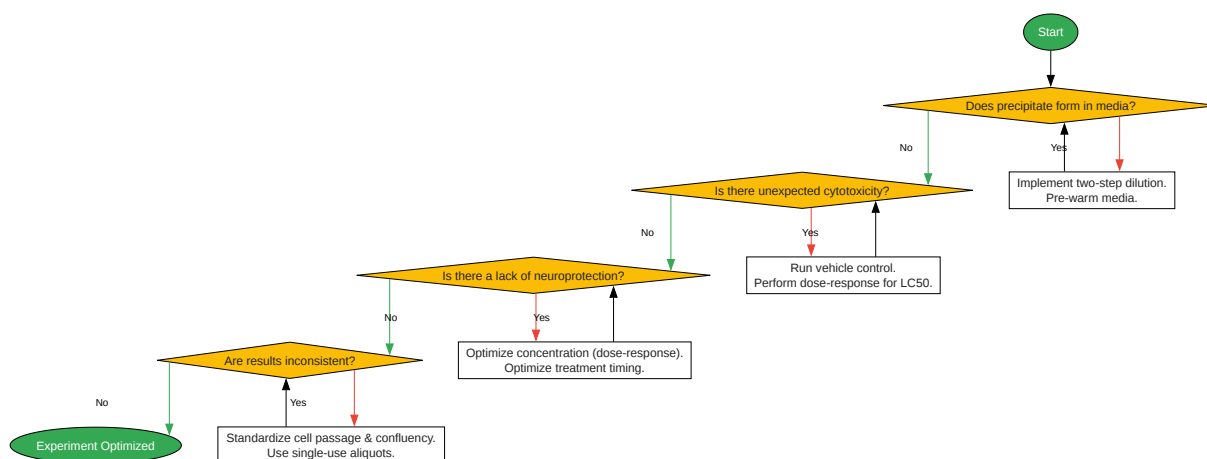 Start
Does precipitate form in media?
No
Yes
Implement two-step dilution.
Pre-warm media.
Is there unexpected cytotoxicity?
No
Yes
Run vehicle control.
Perform dose-response for LC50.
Is there a lack of neuroprotection?
No
Yes
Optimize concentration (dose-response).
Optimize treatment timing.
Are results inconsistent?
No
Yes
Standardize cell passage & confluency.
Use single-use aliquots.
Experiment Optimized